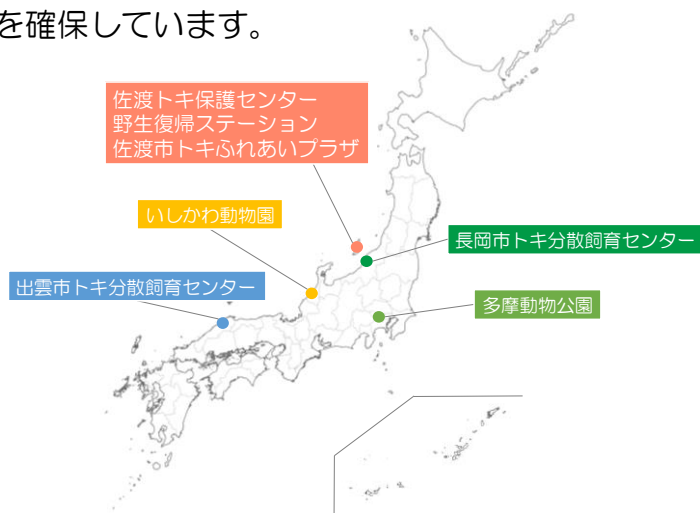 を確保しています。
佐渡トキ保護センター
野生復帰ステーション
佐渡市トキふれあいプラザ
いしかわ動物園
長岡市トキ分散飼育センター
出雲市トキ分散飼育センター
多摩動物公園